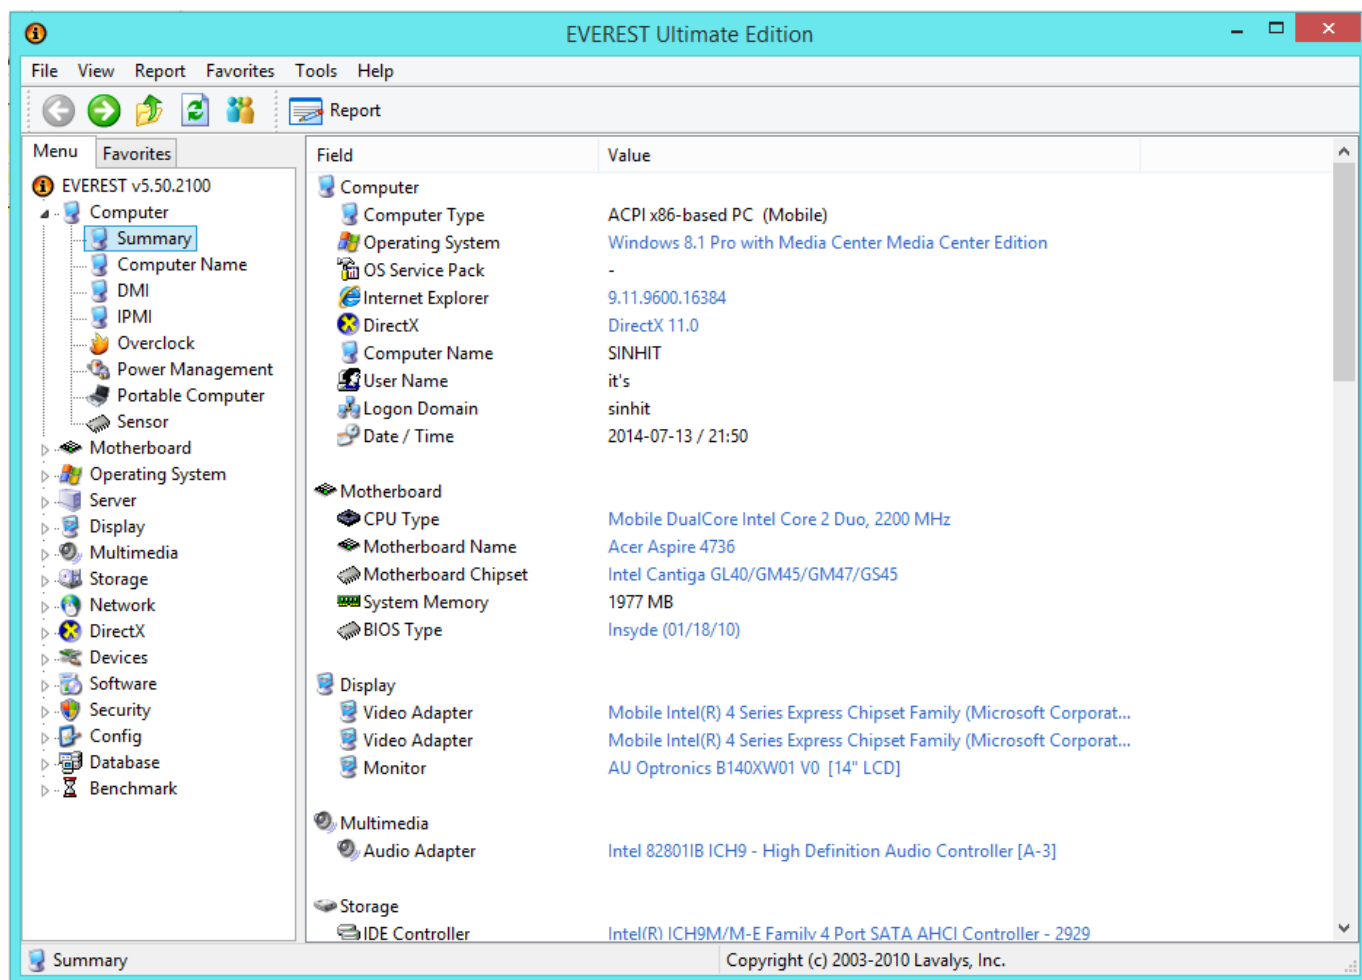 EVEREST Ultimate Edition
File View Report Favorites Tools Help
Report
Menu Favorites
EVEREST v5.50.2100
Computer
Summary
Computer Name
DMI
IPMI
Overclock
Power Management
Portable Computer
Sensor
Motherboard
Operating System
Server
Display
Multimedia
Storage
Network
DirectX
Devices
Software
Security
Config
Database
Benchmark
Field Value
Computer
Computer Type ACPI x86-based PC (Mobile)
Operating System Windows 8.1 Pro with Media Center Media Center Edition
OS Service Pack -
Internet Explorer 9.11.9600.16384
DirectX DirectX 11.0
Computer Name SINHIT
User Name it's
Logon Domain sinhit
Date / Time 2014-07-13 / 21:50
Motherboard
CPU Type Mobile DualCore Intel Core 2 Duo, 2200 MHz
Motherboard Name Acer Aspire 4736
Motherboard Chipset Intel Cantiga GL40/GM45/GM47/GS45
System Memory 1977 MB
BIOS Type Insyde (01/18/10)
Display
Video Adapter Mobile Intel(R) 4 Series Express Chipset Family (Microsoft Corporat...
Video Adapter Mobile Intel(R) 4 Series Express Chipset Family (Microsoft Corporat...
Monitor AU Optronics B140XW01 V0 [14" LCD]
Multimedia
Audio Adapter Intel 82801IB ICH9 - High Definition Audio Controller [A-3]
Storage
IDE Controller Intel(R) ICH9M/M-E Family 4 Port SATA AHCI Controller - 2929
Summary Copyright (c) 2003-2010 Lavalys, Inc.